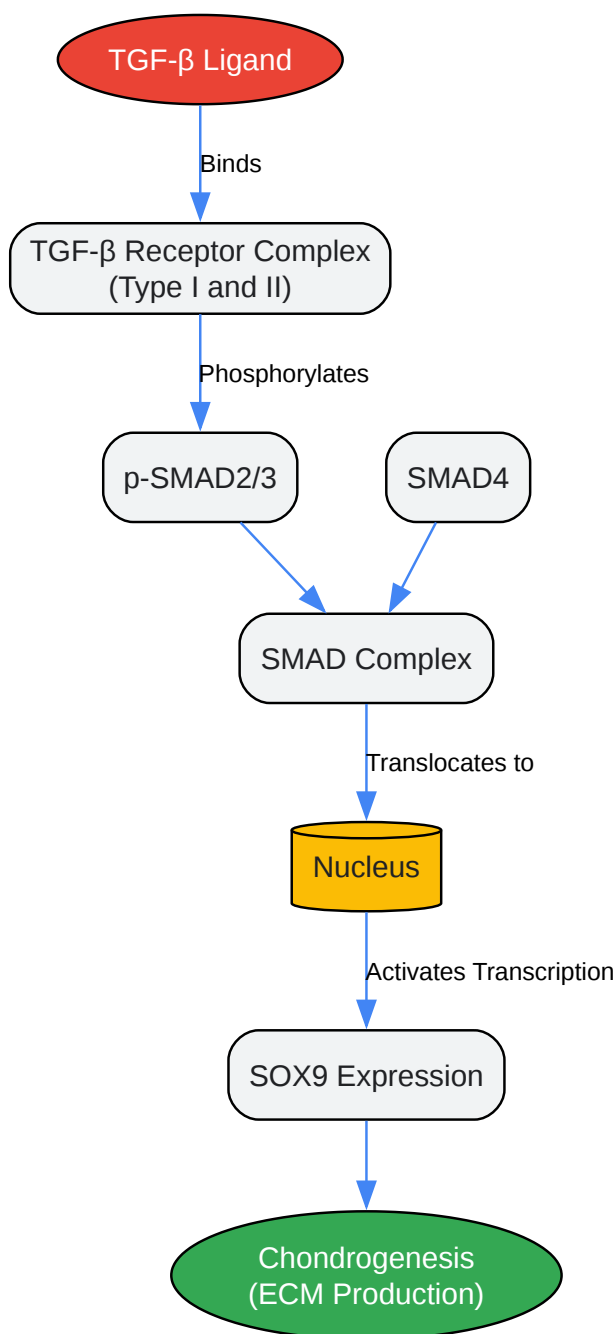 TGF-β Ligand
Binds
TGF-β Receptor Complex
(Type I and II)
Phosphorylates
p-SMAD2/3
SMAD4
SMAD Complex
Translocates to
Nucleus
Activates Transcription
SOX9 Expression
Chondrogenesis
(ECM Production)